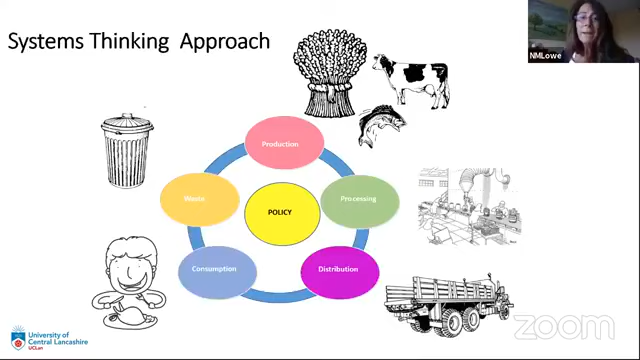 Systems Thinking Approach
NMLowe
Production
Waste
Processing
POLICY
Consumption
Distribution
University of
Central Lancashire
UCLan
zoom